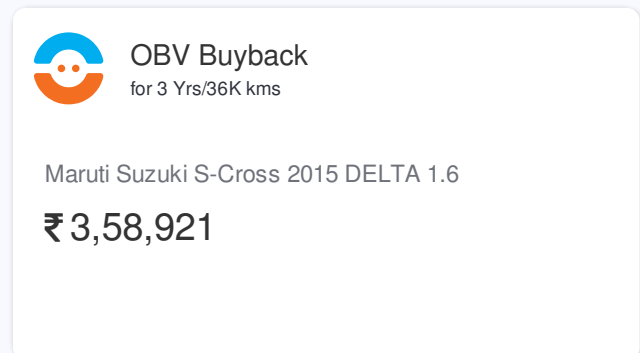 OBV Buyback
for 3 Yrs/36K kms
Maruti Suzuki S-Cross 2015 DELTA 1.6
₹ 3,58,921